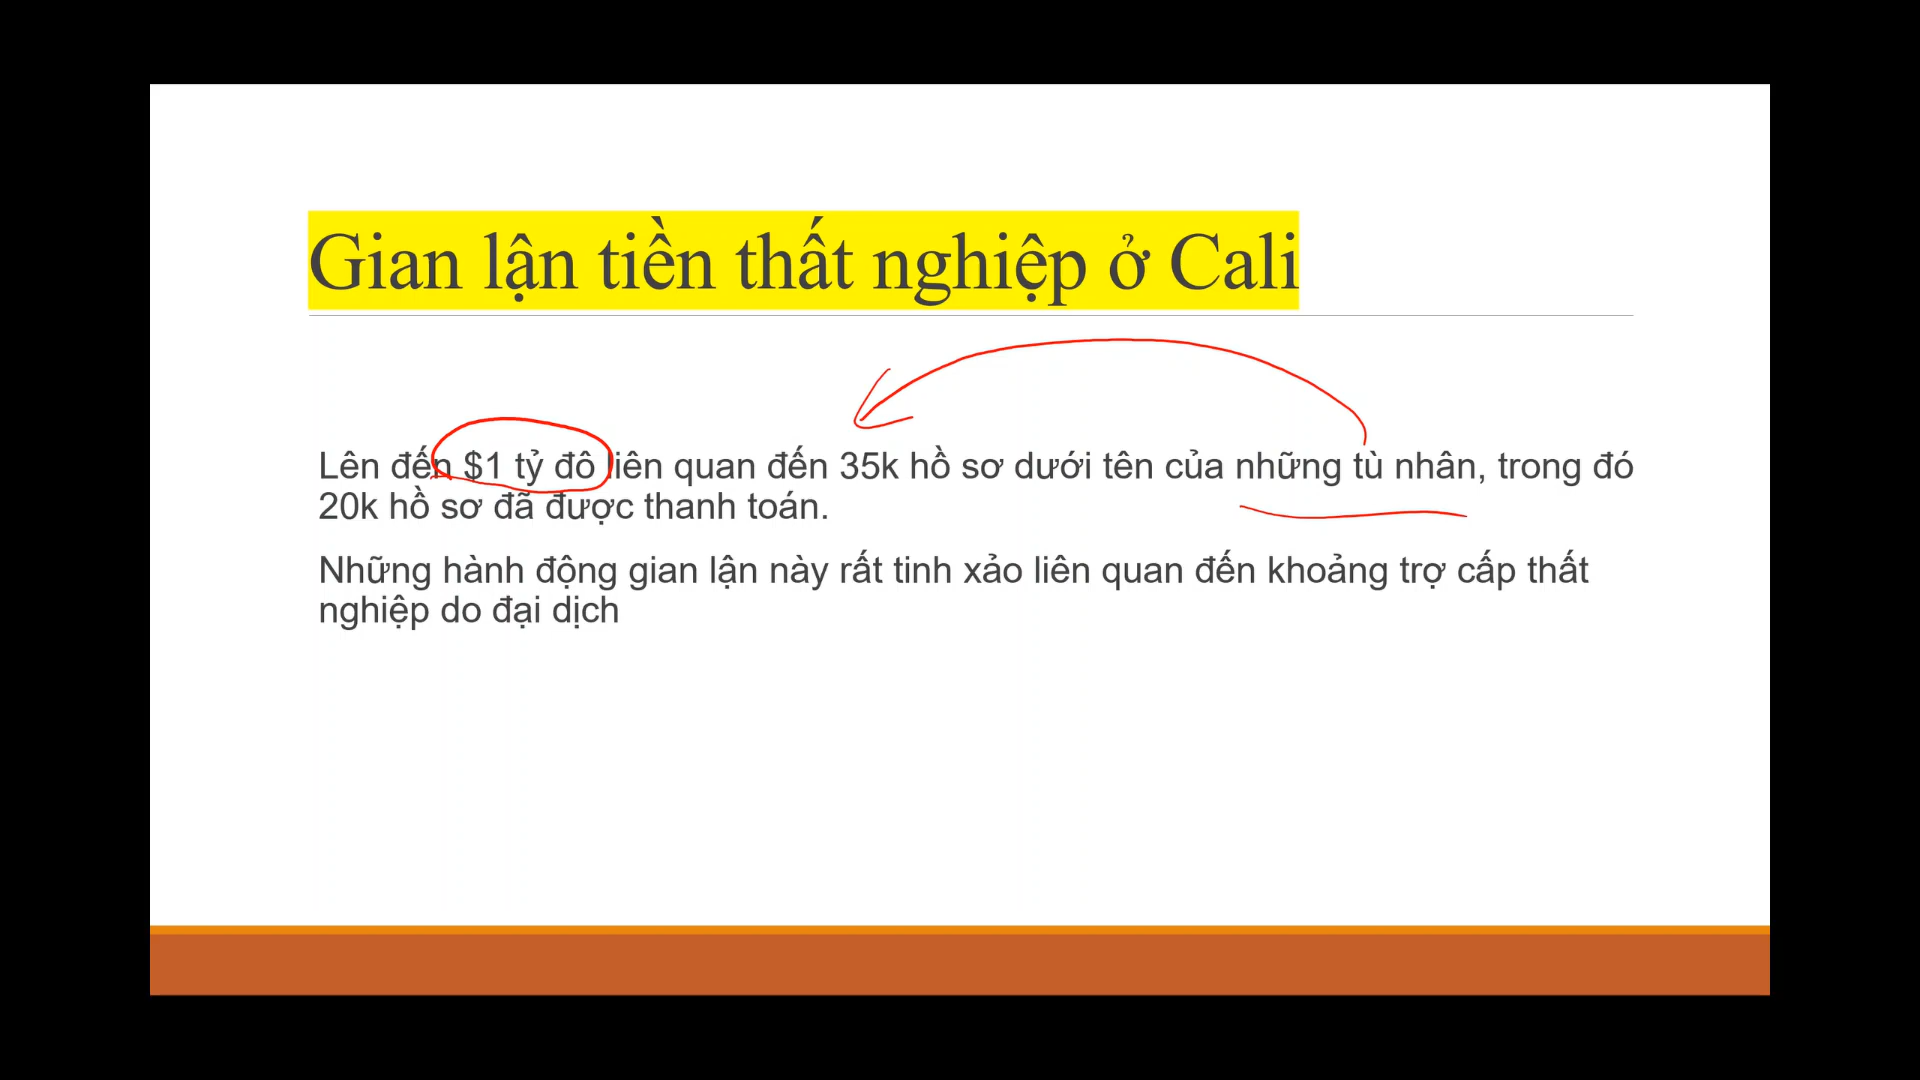 Gian lận tiền thất nghiệp ở Cali
Lên đến $1 tỷ đô liên quan đến 35k hồ sơ dưới tên của những tù nhân, trong đó
20k hồ sơ đã được thanh toán.
Những hành động gian lận này rất tinh xảo liên quan đến khoảng trợ cấp thất
nghiệp do đại dịch